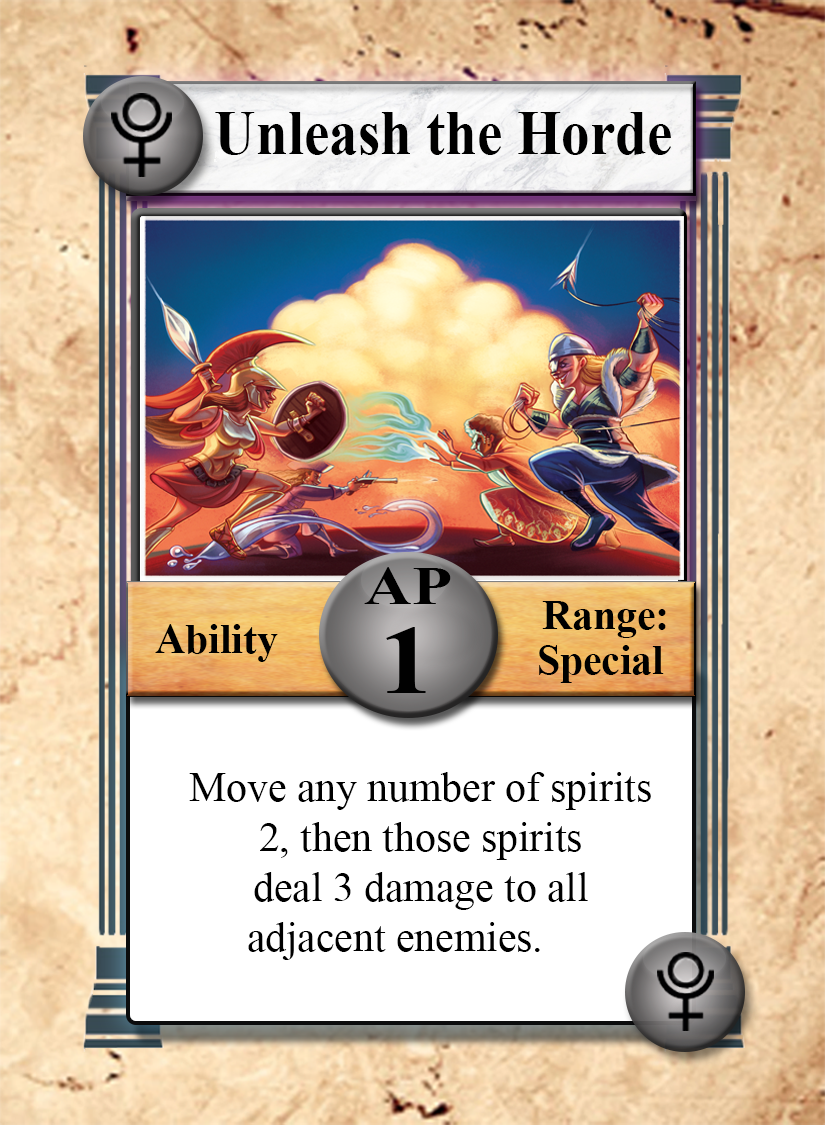 Unleash the Horde
Ability
AP
1
Range:
Special
Move any number of spirits
2, then those spirits
deal 3 damage to all
adjacent enemies.